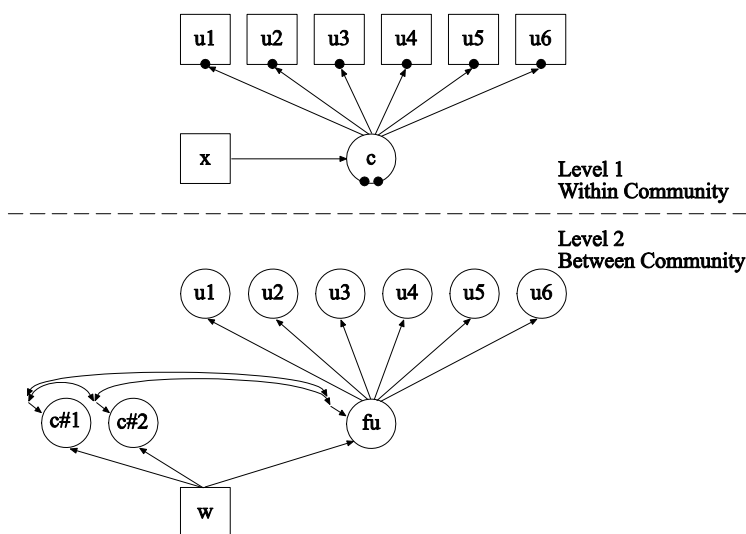 u1 u2 u3 u4 u5 u6
x c
Level 1
Within Community
Level 2
Between Community
u1 u2 u3 u4 u5 u6
c#1 c#2 fu
w